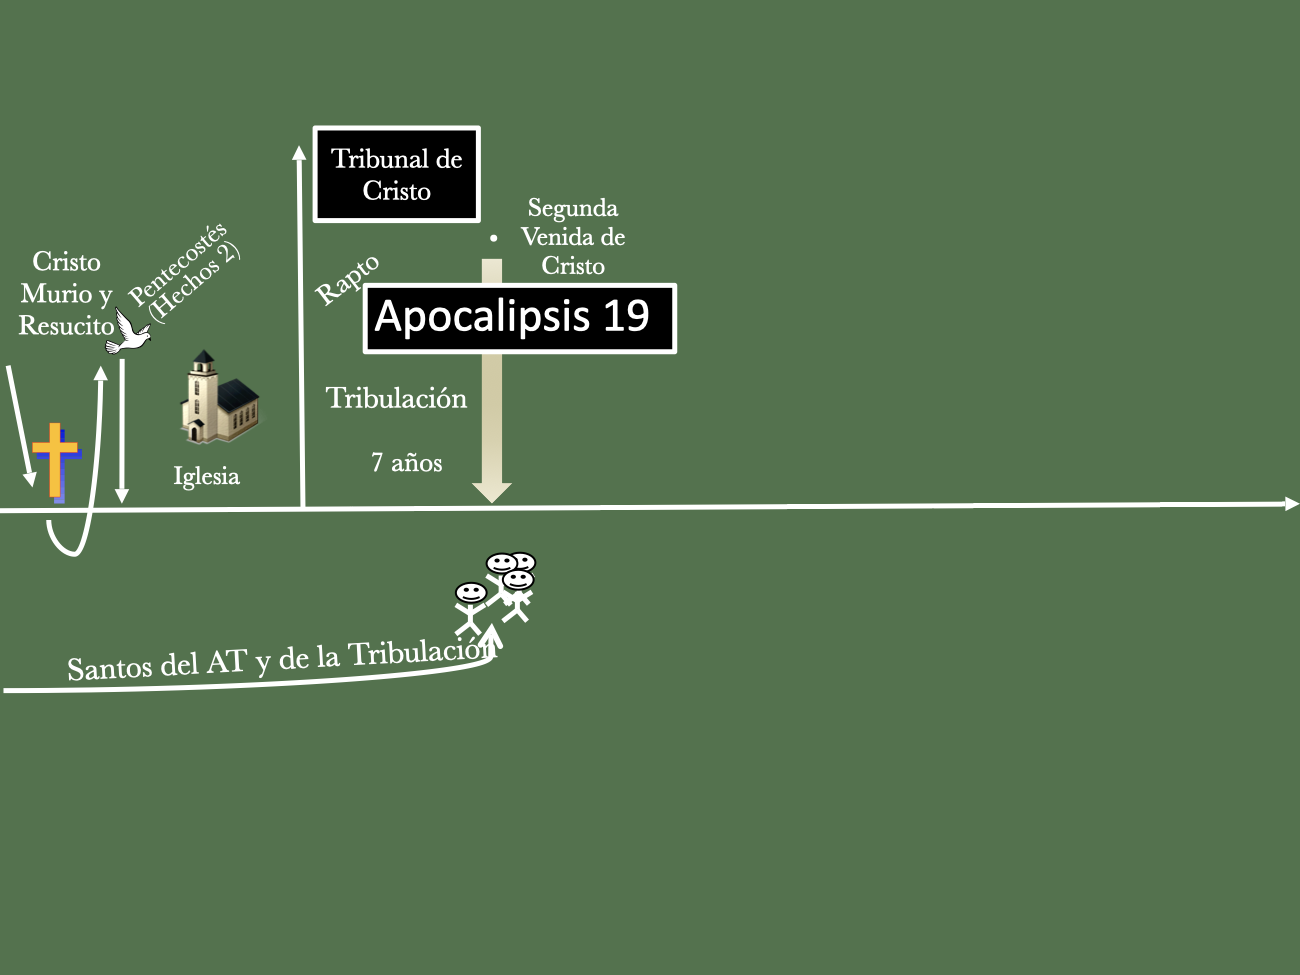 Tribunal de
Cristo
Segunda
Venida de
Cristo
Cristo
Murio y
Resucito
Pentecostés
(Hechos 2)
Rapto
Apocalipsis 19
Tribulación
7 años
Iglesia
Santos del AT y de la Tribulación